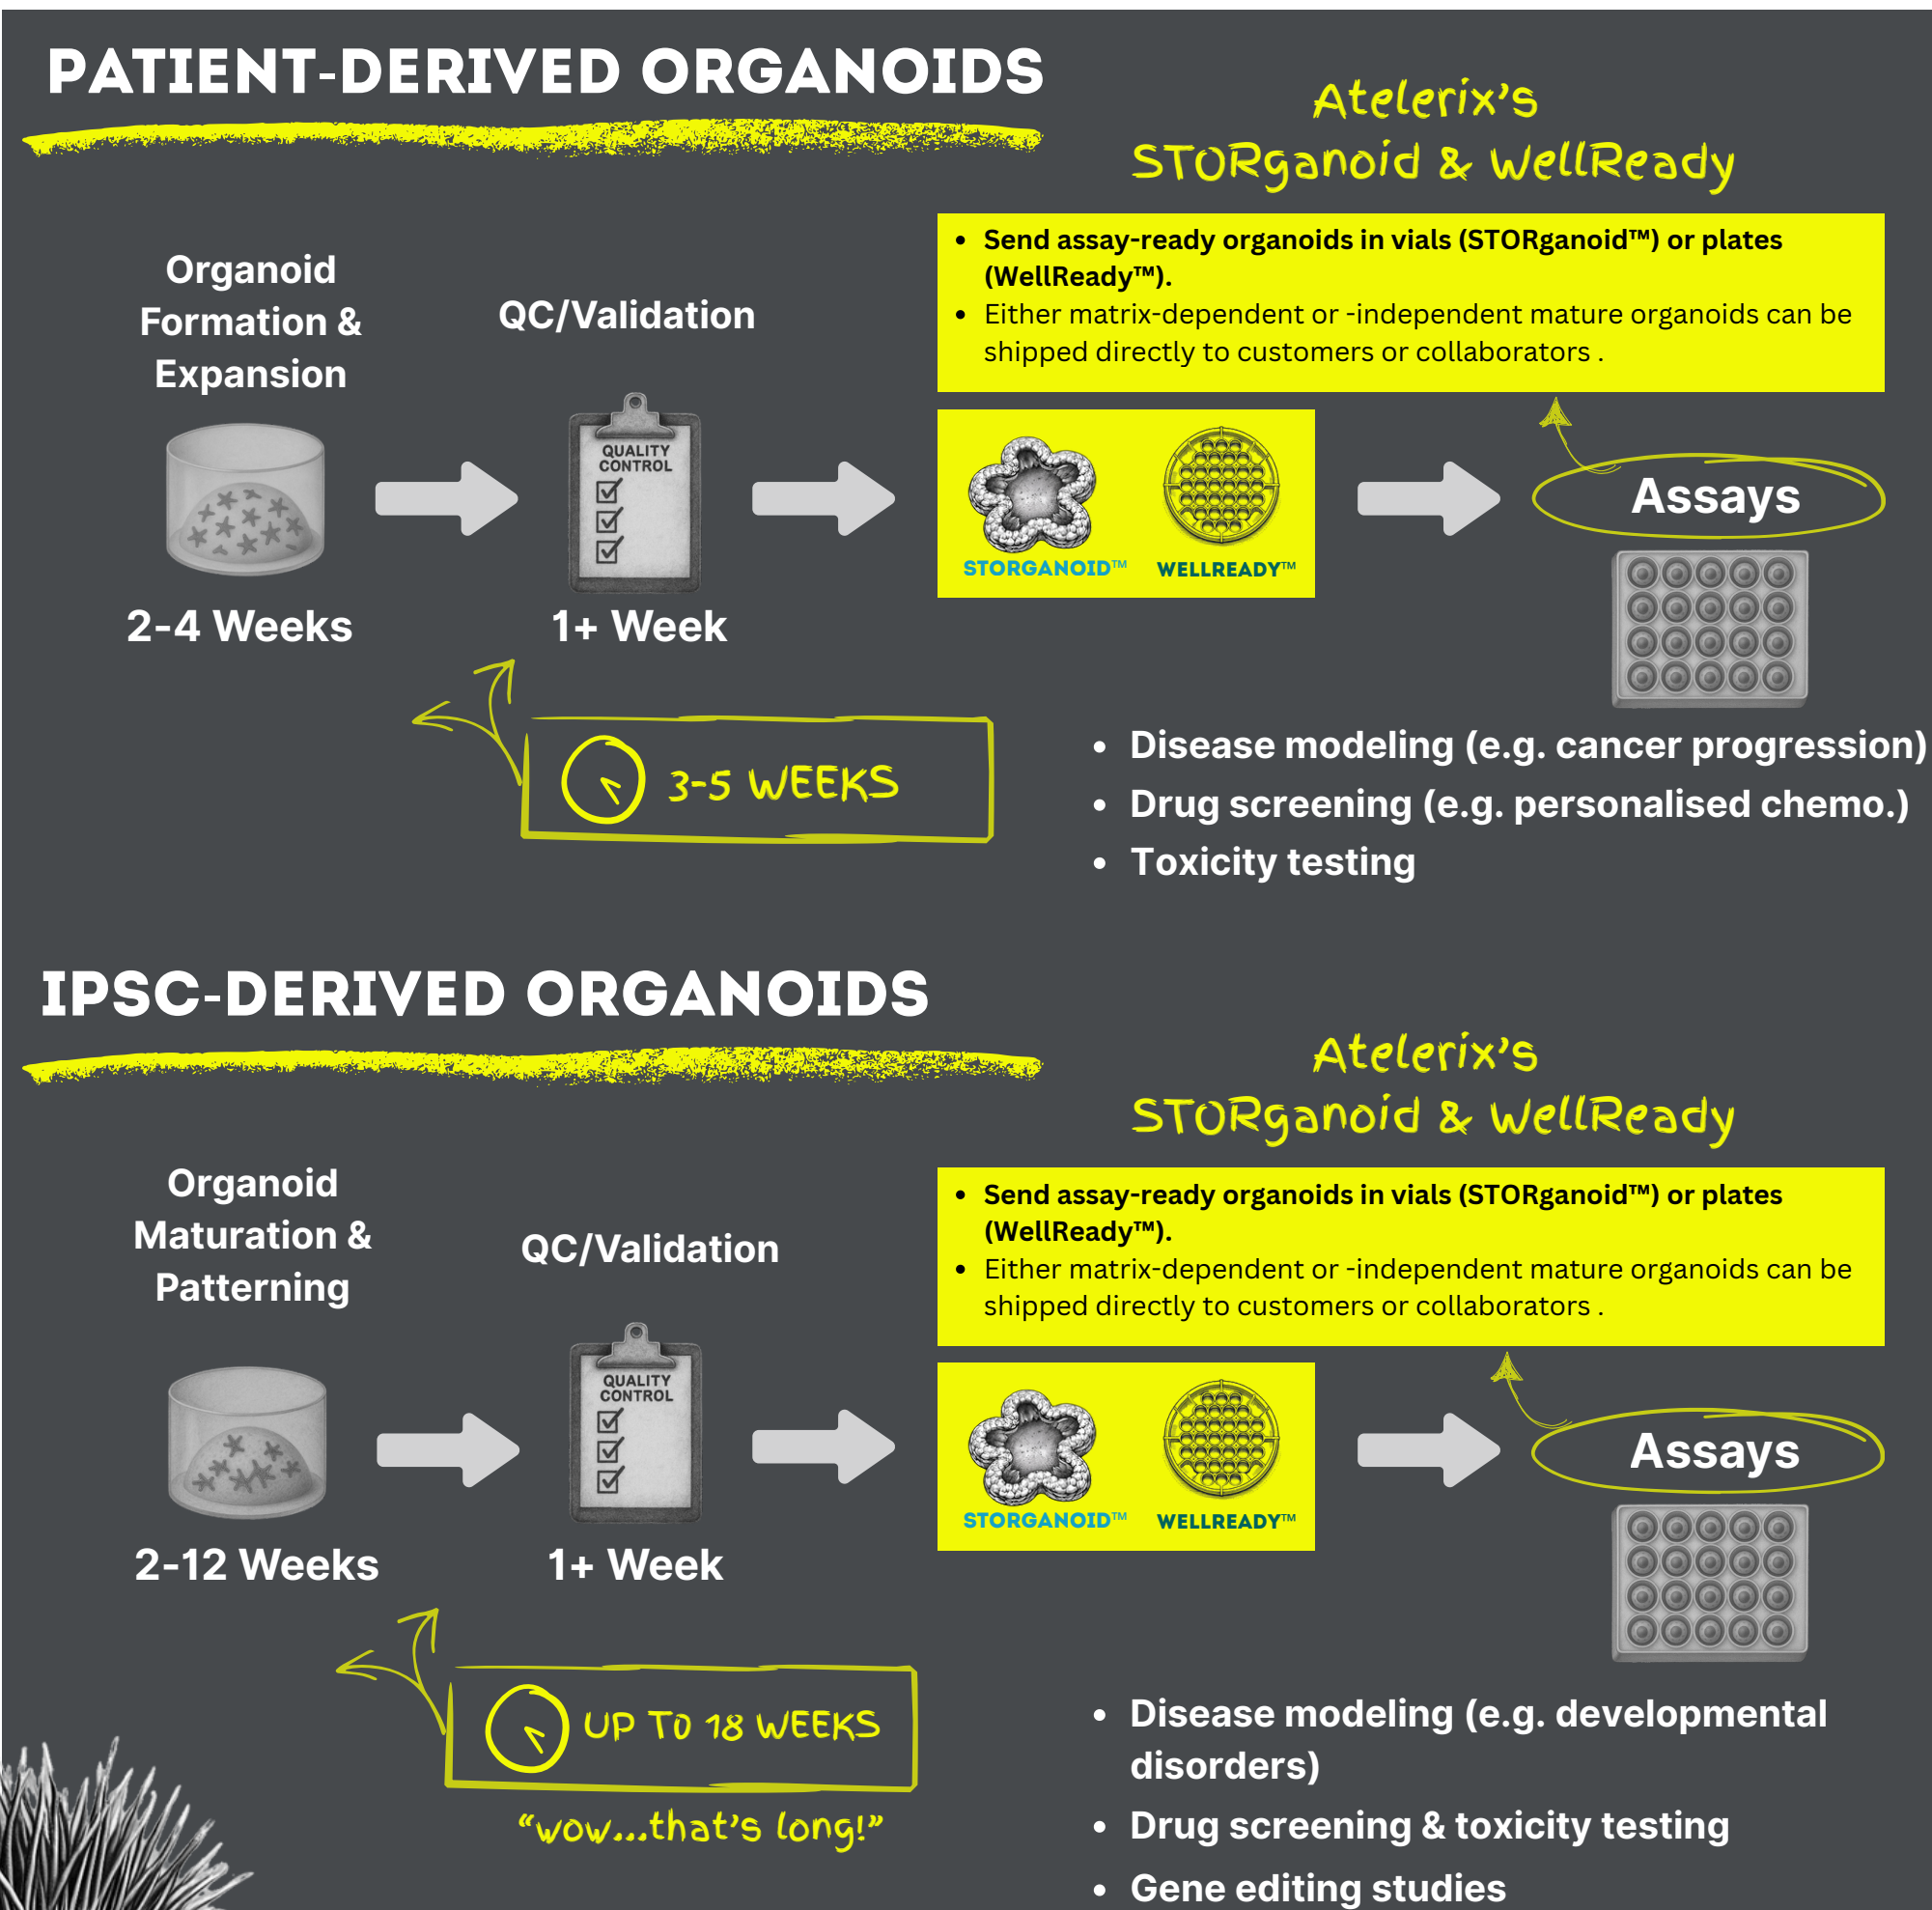 PATIENT-DERIVED ORGANOIDS
Atelerix's
STORganoid & WellReady
• Send assay-ready organoids in vials (STORganoid™) or plates
(WellReady™).
• Either matrix-dependent or -independent mature organoids can be
shipped directly to customers or collaborators .
Organoid
Formation &
Expansion
QC/Validation
QUALITY
CONTROL
STORGANOID™
WELLREADY™
Assays
2-4 Weeks
1+ Week
3-5 WEEKS
• Disease modeling (e.g. cancer progression)
• Drug screening (e.g. personalised chemo.)
• Toxicity testing
IPSC-DERIVED ORGANOIDS
Atelerix's
STORganoid & WellReady
• Send assay-ready organoids in vials (STORganoid™) or plates
(WellReady™).
• Either matrix-dependent or -independent mature organoids can be
shipped directly to customers or collaborators .
Organoid
Maturation &
Patterning
QC/Validation
QUALITY
CONTROL
STORGANOID™
WELLREADY™
Assays
2-12 Weeks
1+ Week
UP TO 18 WEEKS
"wow...that's long!"
• Disease modeling (e.g. developmental
disorders)
• Drug screening & toxicity testing
• Gene editing studies